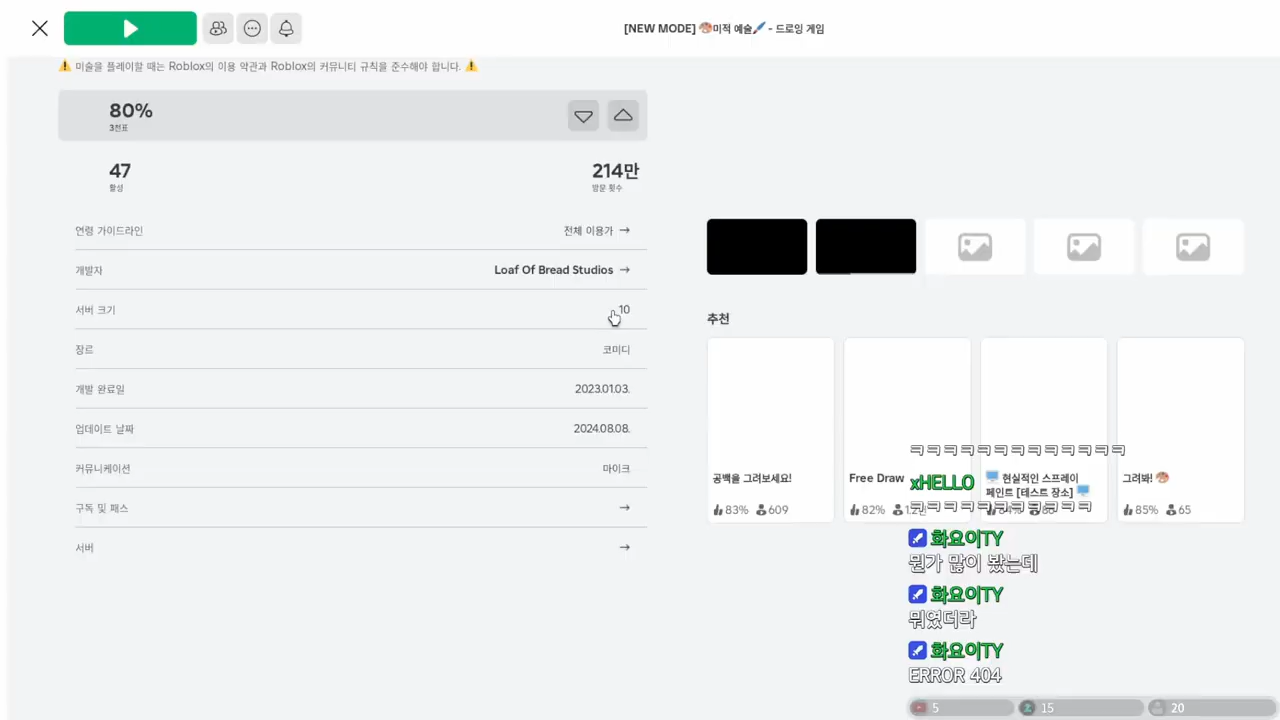 [NEW MODE] 🎨미적 예술🖌️ - 드로잉 게임
⚠️ 미술을 플레이할 때는 Roblox의 이용 약관과 Roblox의 커뮤니티 규칙을 준수해야 합니다. ⚠️
80%
3천표
47
활성
214만
방문 횟수
연령 가이드라인 전체 이용가 →
개발자 Loaf Of Bread Studios →
서버 크기 10
장르 코미디
개발 완료일 2023.01.03.
업데이트 날짜 2024.08.08.
커뮤니케이션 마이크
구독 및 패스 →
서버 →
추천
공백을 그려보세요!
83% 609
Free Draw
82%
🖥️ 현실적인 스프레이
페인트 [테스트 장소] 🖥️
그려봐! 🎨
85% 65
ㅋㅋㅋㅋㅋㅋㅋㅋㅋㅋㅋㅋㅋ
xHELLO
ㅋㅋㅋㅋㅋㅋㅋㅋㅋㅋㅋ
화요이TY
뭔가 많이 봤는데
화요이TY
뭐였더라
화요이TY
ERROR 404
5 15 20